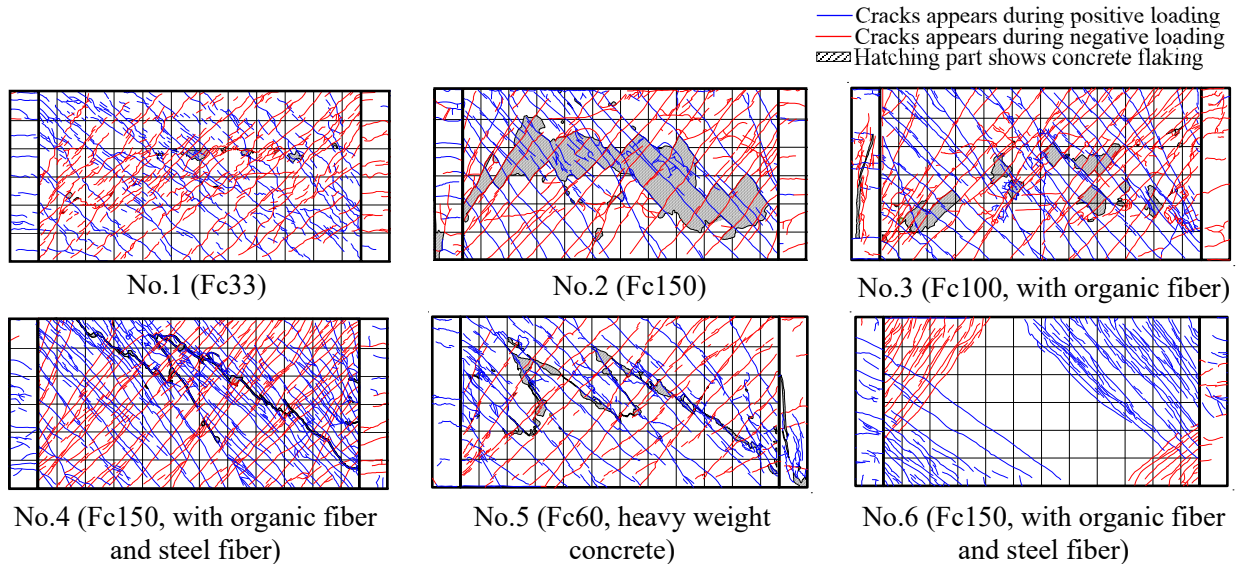 Cracks appears during positive loading
Cracks appears during negative loading
Hatching part shows concrete flaking
No.1 (Fc33)
No.2 (Fc150)
No.3 (Fc100, with organic fiber)
No.4 (Fc150, with organic fiber
and steel fiber)
No.5 (Fc60, heavy weight
concrete)
No.6 (Fc150, with organic fiber
and steel fiber)